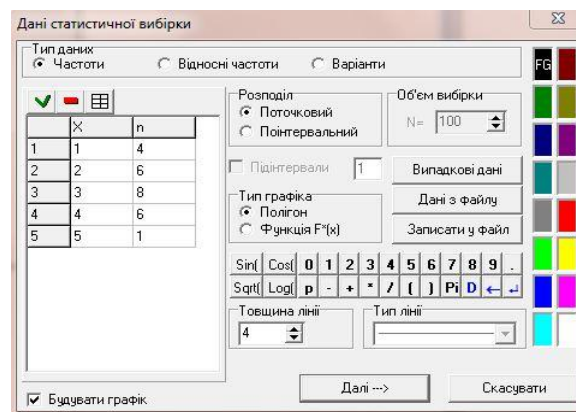 Дані статистичної вибірки
Тип даних
Частоти Відносні частоти Варіанти
X n
1 1 4
2 2 6
3 3 8
4 4 6
5 5 1
Будувати графік
Розподіл
Поточковий
Поінтервальний
Об'єм вибірки
N= 100
Підінтервали 1
Випадкові дані
Дані з файлу
Записати у файл
Тип графіка
Полігон
Функція F*(x)
Sin( Cos( 0 1 2 3 4 5 6 7 8 9 .
Sqrt( Log( p - + * / ( ) Pi D ← ↵
Товщина лінії
4
Тип лінії
Далі --->
Скасувати
FG